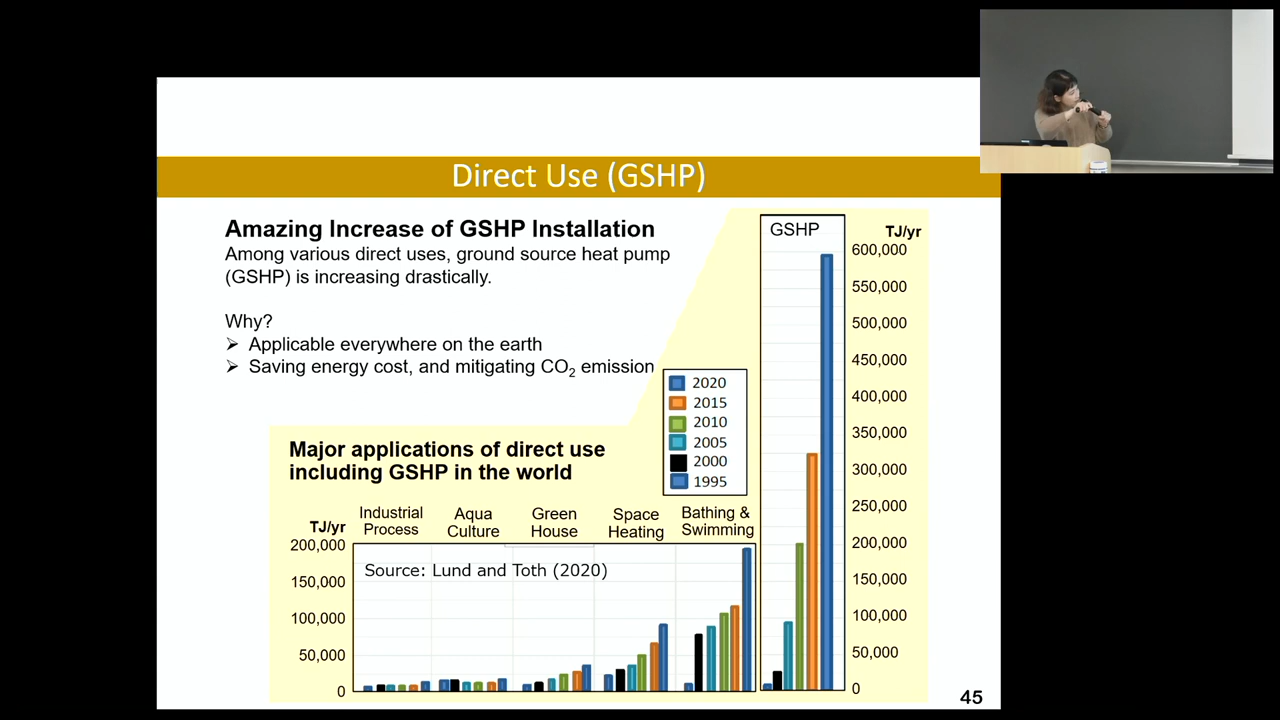 Direct Use (GSHP)
Amazing Increase of GSHP Installation
Among various direct uses, ground source heat pump
(GSHP) is increasing drastically.
Why?
➢ Applicable everywhere on the earth
➢ Saving energy cost, and mitigating CO₂ emission
GSHP
TJ/yr
600,000
550,000
500,000
450,000
400,000
350,000
300,000
250,000
200,000
150,000
100,000
50,000
0
2020
2015
2010
2005
2000
1995
Major applications of direct use
including GSHP in the world
Industrial
Process
Aqua
Culture
Green
House
Space
Heating
Bathing &
Swimming
TJ/yr
200,000
150,000
100,000
50,000
0
Source: Lund and Toth (2020)
45